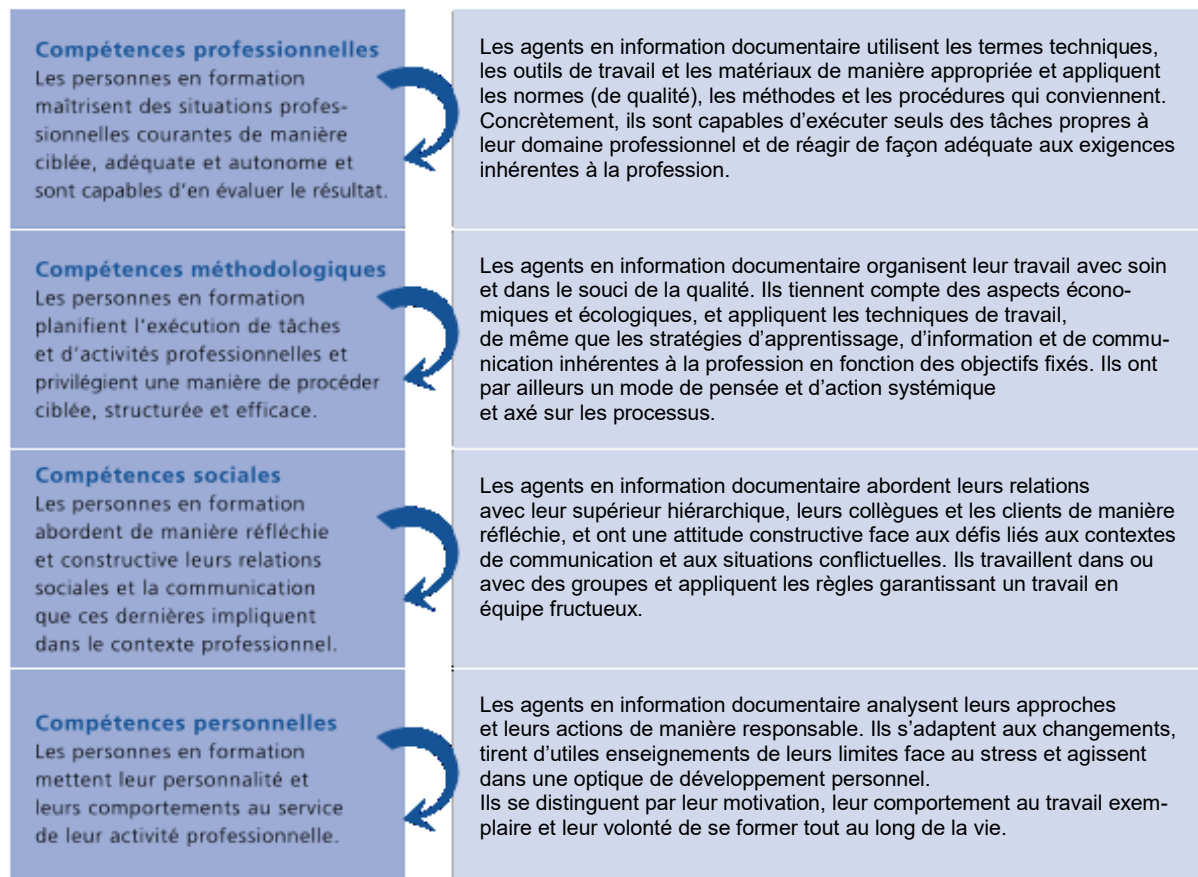 Compétences professionnelles
Les personnes en formation
maîtrisent des situations profes-
sionnelles courantes de manière
ciblée, adéquate et autonome et
sont capables d'en évaluer le résultat.
Les agents en information documentaire utilisent les termes techniques,
les outils de travail et les matériaux de manière appropriée et appliquent
les normes (de qualité), les méthodes et les procédures qui conviennent.
Concrètement, ils sont capables d'exécuter seuls des tâches propres à
leur domaine professionnel et de réagir de façon adéquate aux exigences
inhérentes à la profession.
Compétences méthodologiques
Les personnes en formation
planifient l'exécution de tâches
et d'activités professionnelles et
privilégient une manière de procéder
ciblée, structurée et efficace.
Les agents en information documentaire organisent leur travail avec soin
et dans le souci de la qualité. Ils tiennent compte des aspects écono-
miques et écologiques, et appliquent les techniques de travail,
de même que les stratégies d'apprentissage, d'information et de commu-
nication inhérentes à la profession en fonction des objectifs fixés. Ils ont
par ailleurs un mode de pensée et d'action systémique
et axé sur les processus.
Compétences sociales
Les personnes en formation
abordent de manière réfléchie
et constructive leurs relations
sociales et la communication
que ces dernières impliquent
dans le contexte professionnel.
Les agents en information documentaire abordent leurs relations
avec leur supérieur hiérarchique, leurs collègues et les clients de manière
réfléchie, et ont une attitude constructive face aux défis liés aux contextes
de communication et aux situations conflictuelles. Ils travaillent dans ou
avec des groupes et appliquent les règles garantissant un travail en
équipe fructueux.
Compétences personnelles
Les personnes en formation
mettent leur personnalité et
leurs comportements au service
de leur activité professionnelle.
Les agents en information documentaire analysent leurs approches
et leurs actions de manière responsable. Ils s'adaptent aux changements,
tirent d'utiles enseignements de leurs limites face au stress et agissent
dans une optique de développement personnel.
Ils se distinguent par leur motivation, leur comportement au travail exem-
plaire et leur volonté de se former tout au long de la vie.